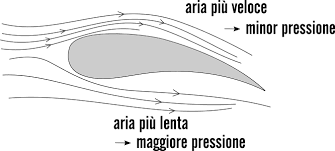 aria più veloce
→ minor pressione
aria più lenta
→ maggiore pressione